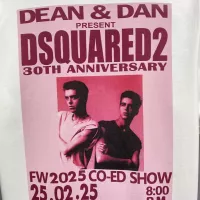 DEAN & DAN
PRESENT
DSQUARED2
30TH ANNIVERSARY
FW2025 CO-ED SHOW
25.02.25
8:00
P.M.